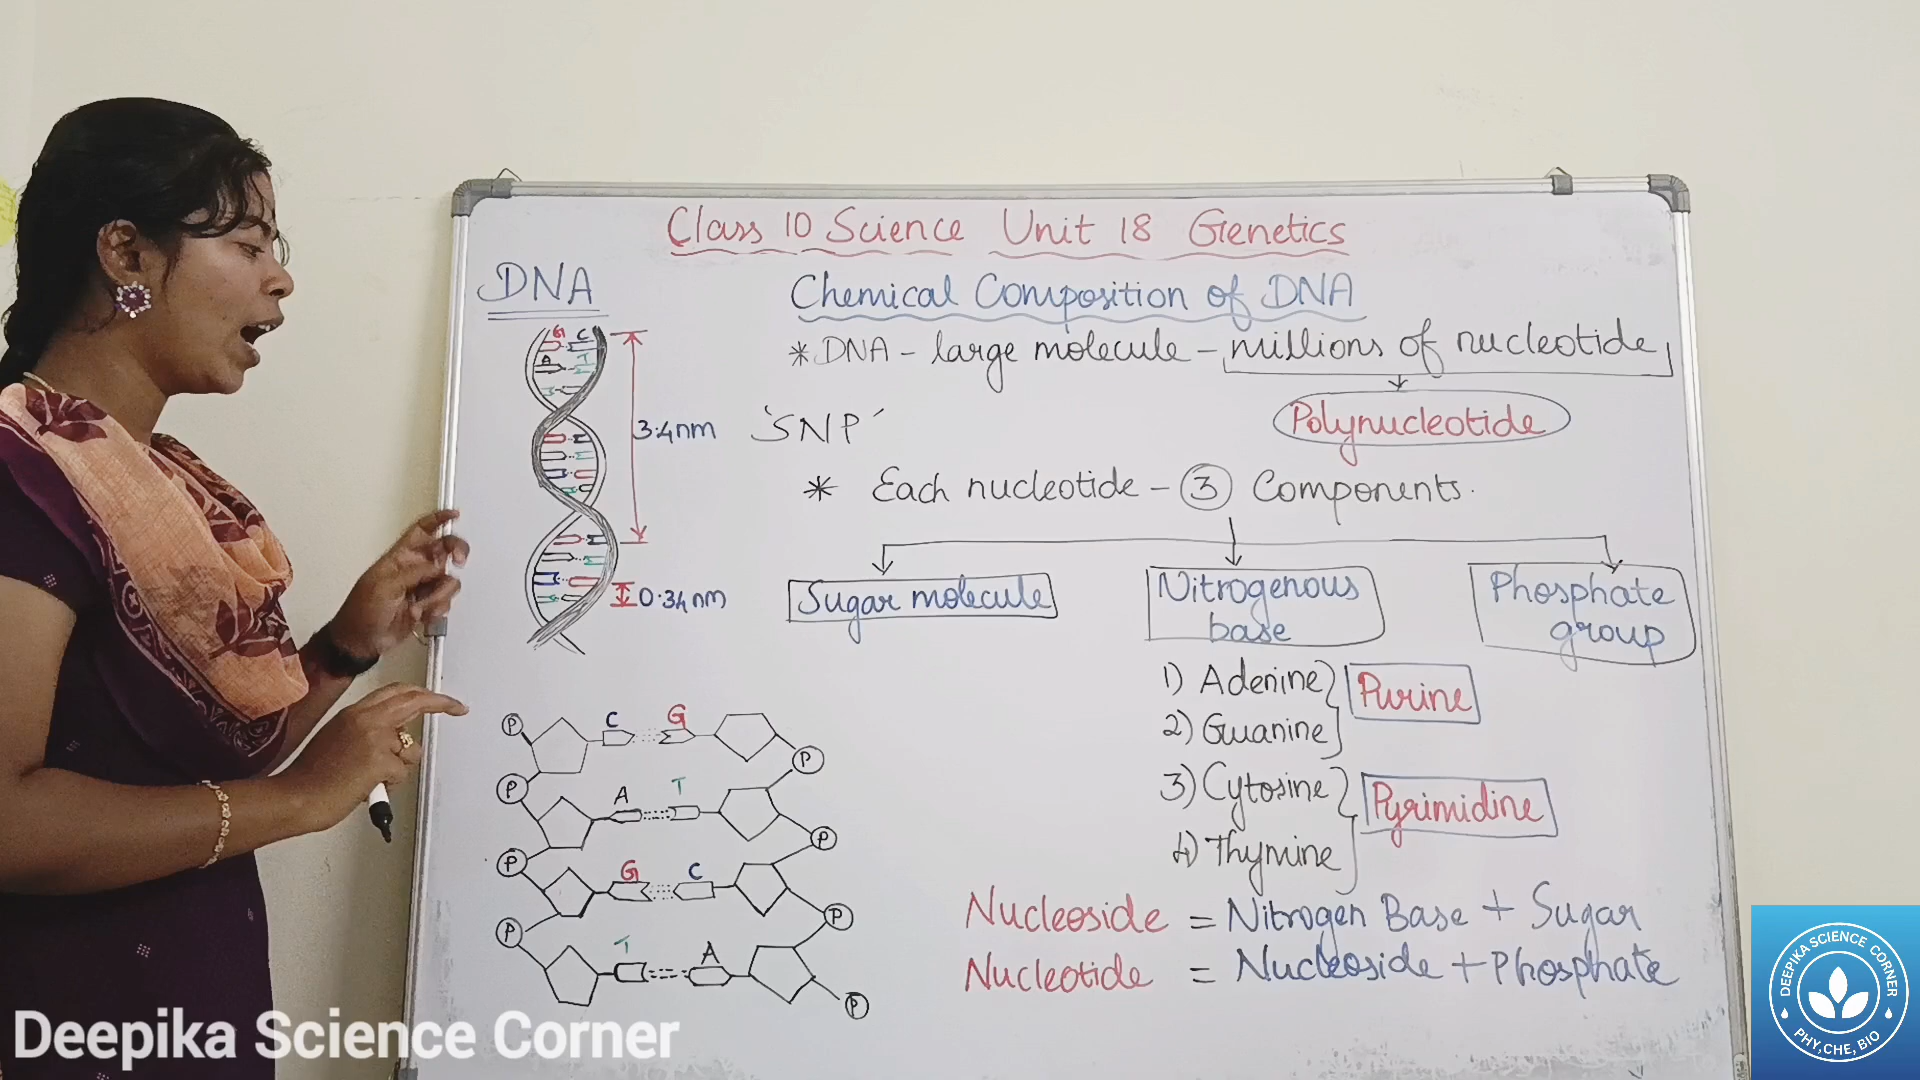 Class 10 Science Unit 18 Genetics
DNA
Chemical Composition of DNA
* DNA - large molecule - millions of nucleotide
Polynucleotide
'SNP'
* Each nucleotide - 3 Components.
Sugar molecule
Nitrogenous base
Phosphate group
1) Adenine
2) Guanine
Purine
3) Cytosine
4) Thymine
Pyrimidine
Nucleoside = Nitrogen Base + Sugar
Nucleotide = Nucleoside + Phosphate
G C
A T
3.4nm
0.34nm
P C G P
P A T P
P G C P
P T A P
Deepika Science Corner
DEEPIKA SCIENCE CORNER
PHY,CHE, BIO